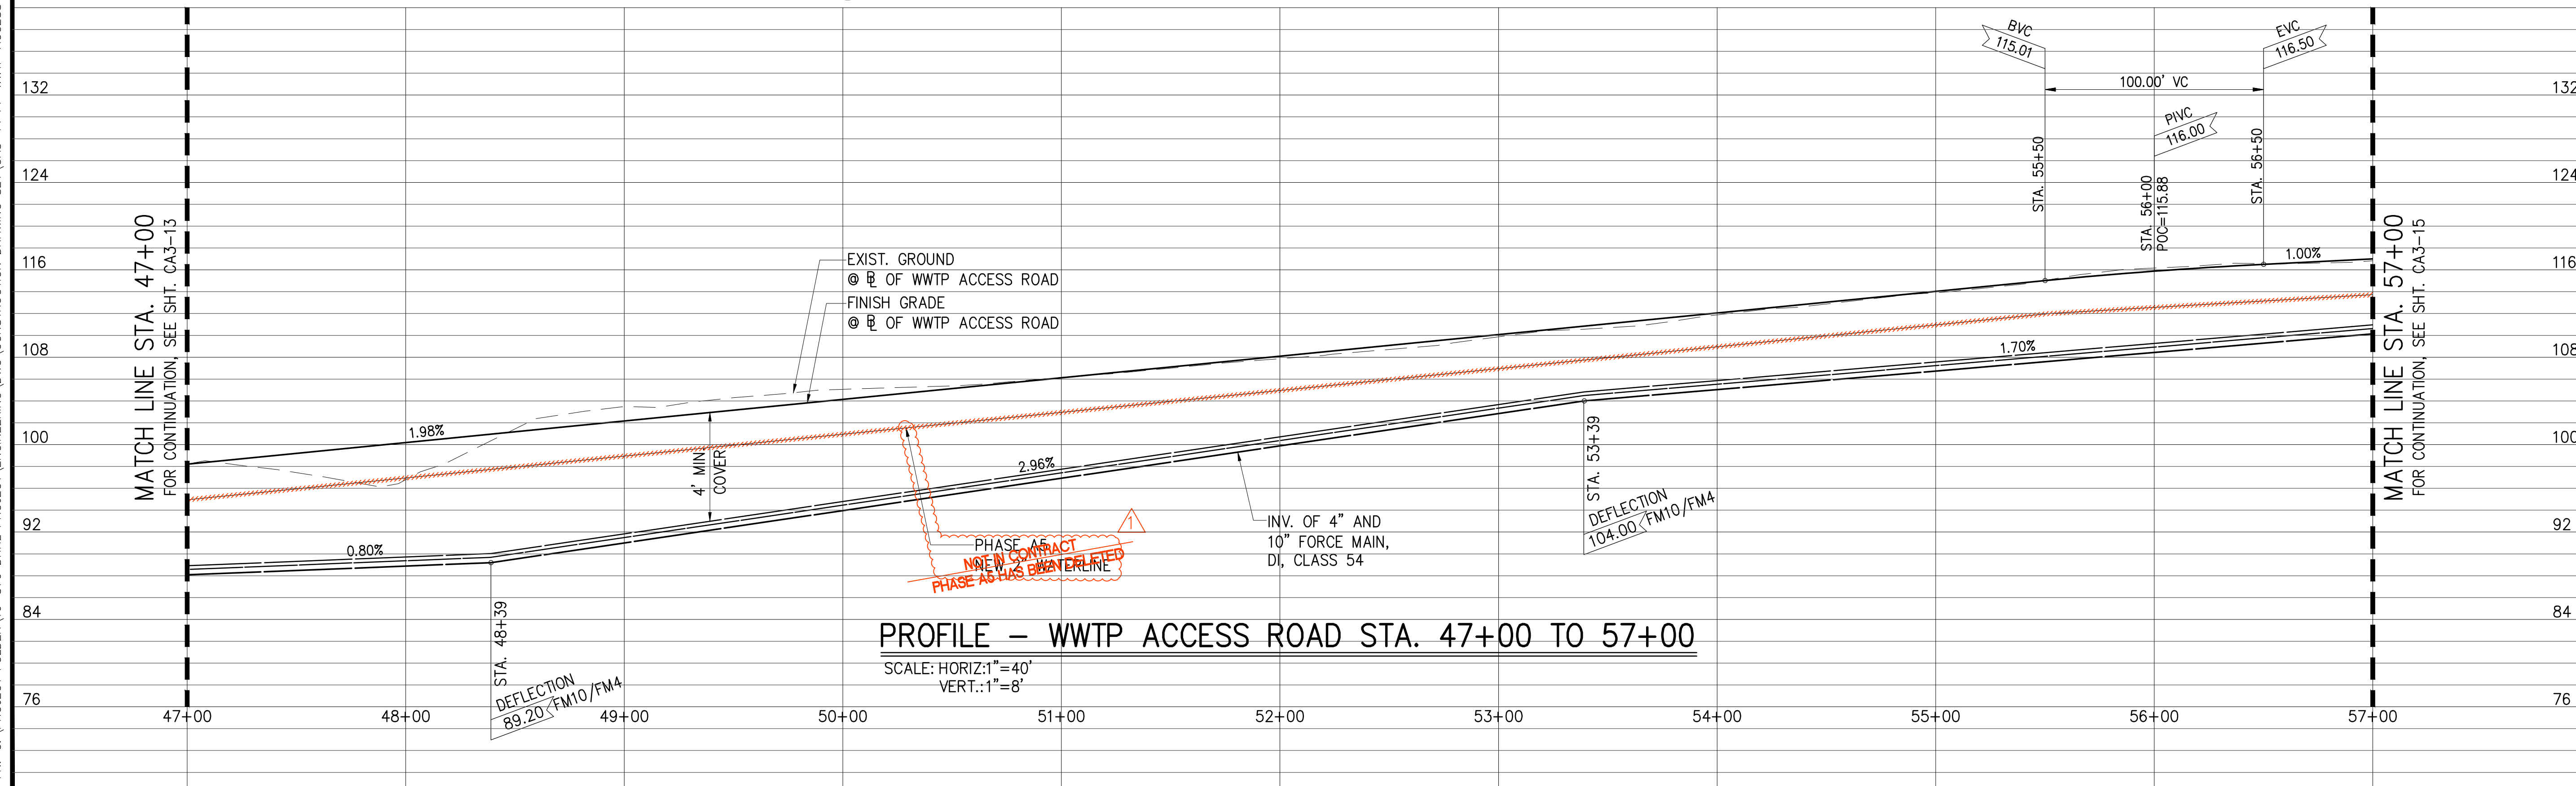 BVC
115.01
EVC
116.50
100.00' VC
PIVC
116.00
132
132
124
124
116
116
108
108
100
100
92
92
84
84
76
76
STA. 55+50
STA. 56+00
POC=115.88
STA. 56+50
MATCH LINE STA. 47+00
FOR CONTINUATION, SEE SHT. CA3-13
EXIST. GROUND
@ BL OF WWTP ACCESS ROAD
FINISH GRADE
@ BL OF WWTP ACCESS ROAD
1.00%
1.98%
1.70%
2.96%
0.80%
4' MIN.
COVER
MATCH LINE STA. 57+00
FOR CONTINUATION, SEE SHT. CA3-15
STA. 53+39
DEFLECTION
104.00 FM10/FM4
1
PHASE A5
NEW 2" WATERLINE
NOT IN CONTRACT
PHASE A5 HAS BEEN DELETED
INV. OF 4" AND
10" FORCE MAIN,
DI, CLASS 54
STA. 48+39
DEFLECTION
89.20 FM10/FM4
PROFILE - WWTP ACCESS ROAD STA. 47+00 TO 57+00
SCALE: HORIZ:1"=40'
VERT.:1"=8'
47+00 48+00 49+00 50+00 51+00 52+00 53+00 54+00 55+00 56+00 57+00